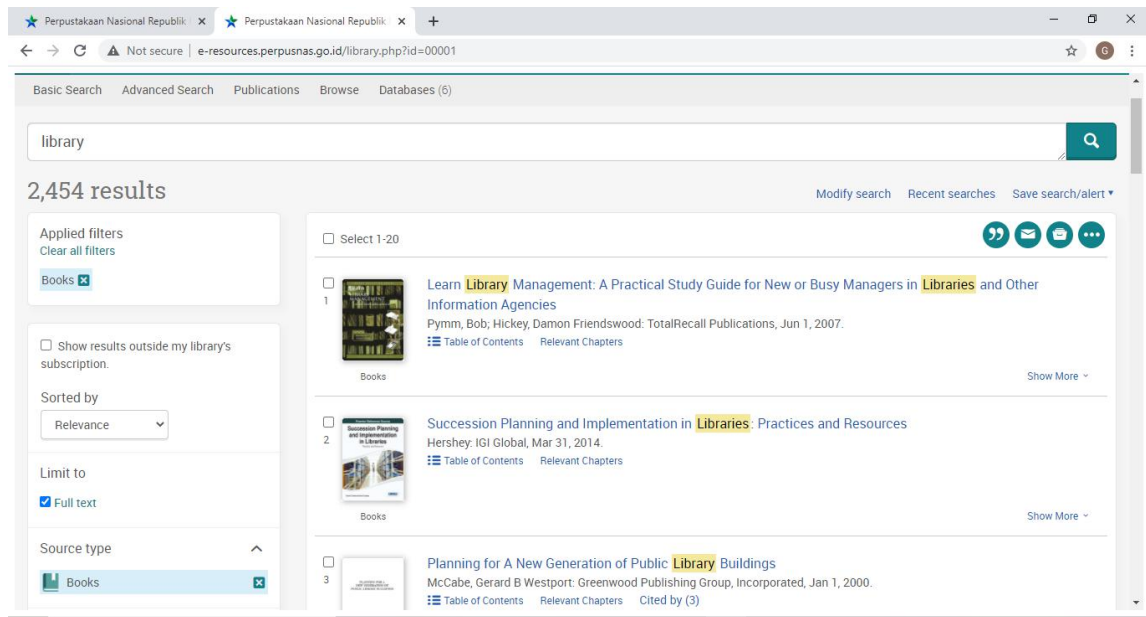 Perpustakaan Nasional Republik
Perpustakaan Nasional Republik
Not secure | e-resources.perpusnas.go.id/library.php?id=00001
G
Basic Search Advanced Search Publications Browse Databases (6)
library
2,454 results
Modify search Recent searches Save search/alert
Applied filters
Clear all filters
Books
Select 1-20
1
Learn Library Management: A Practical Study Guide for New or Busy Managers in Libraries and Other
Information Agencies
Pymm, Bob; Hickey, Damon Friendswood: TotalRecall Publications, Jun 1, 2007.
Table of Contents Relevant Chapters
Books
Show More
Show results outside my library's
subscription.
Sorted by
Relevance
2
Succession Planning
and Implementation
in Libraries
Succession Planning and Implementation in Libraries: Practices and Resources
Hershey: IGI Global, Mar 31, 2014.
Table of Contents Relevant Chapters
Books
Show More
Limit to
Full text
Source type
Books
3
Planning for A New Generation of Public Library Buildings
McCabe, Gerard B Westport: Greenwood Publishing Group, Incorporated, Jan 1, 2000.
Table of Contents Relevant Chapters Cited by (3)